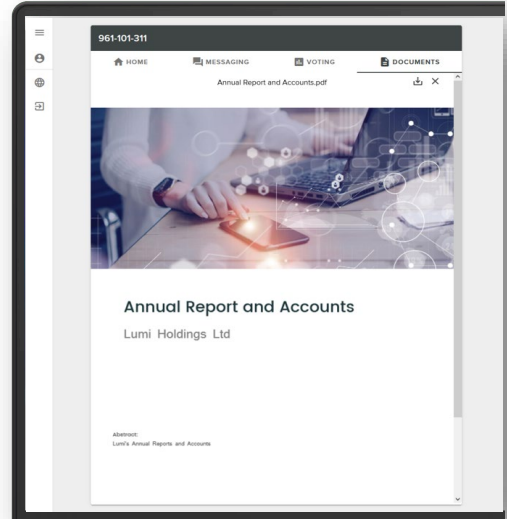 961-101-311
HOME MESSAGING VOTING DOCUMENTS
Annual Report and Accounts.pdf
Annual Report and Accounts
Lumi Holdings Ltd
Abstract:
Lumi's Annual Reports and Accounts